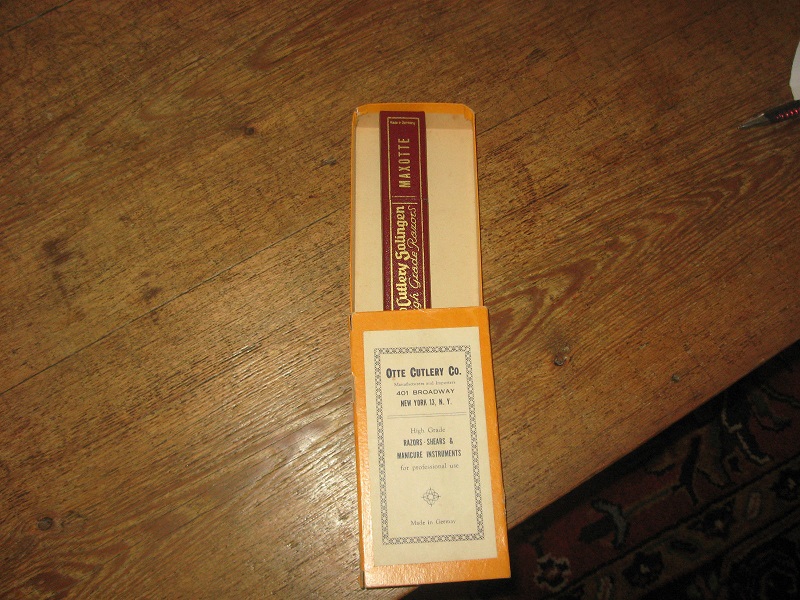 Made in Germany
MAXOTTE
Cutlery Solingen
High Grade Razors
OTTE CUTLERY CO.
Manufacturers and Importers
401 BROADWAY
NEW YORK 13, N. Y.
High Grade
RAZORS - SHEARS &
MANICURE INSTRUMENTS
for professional use
Made in Germany